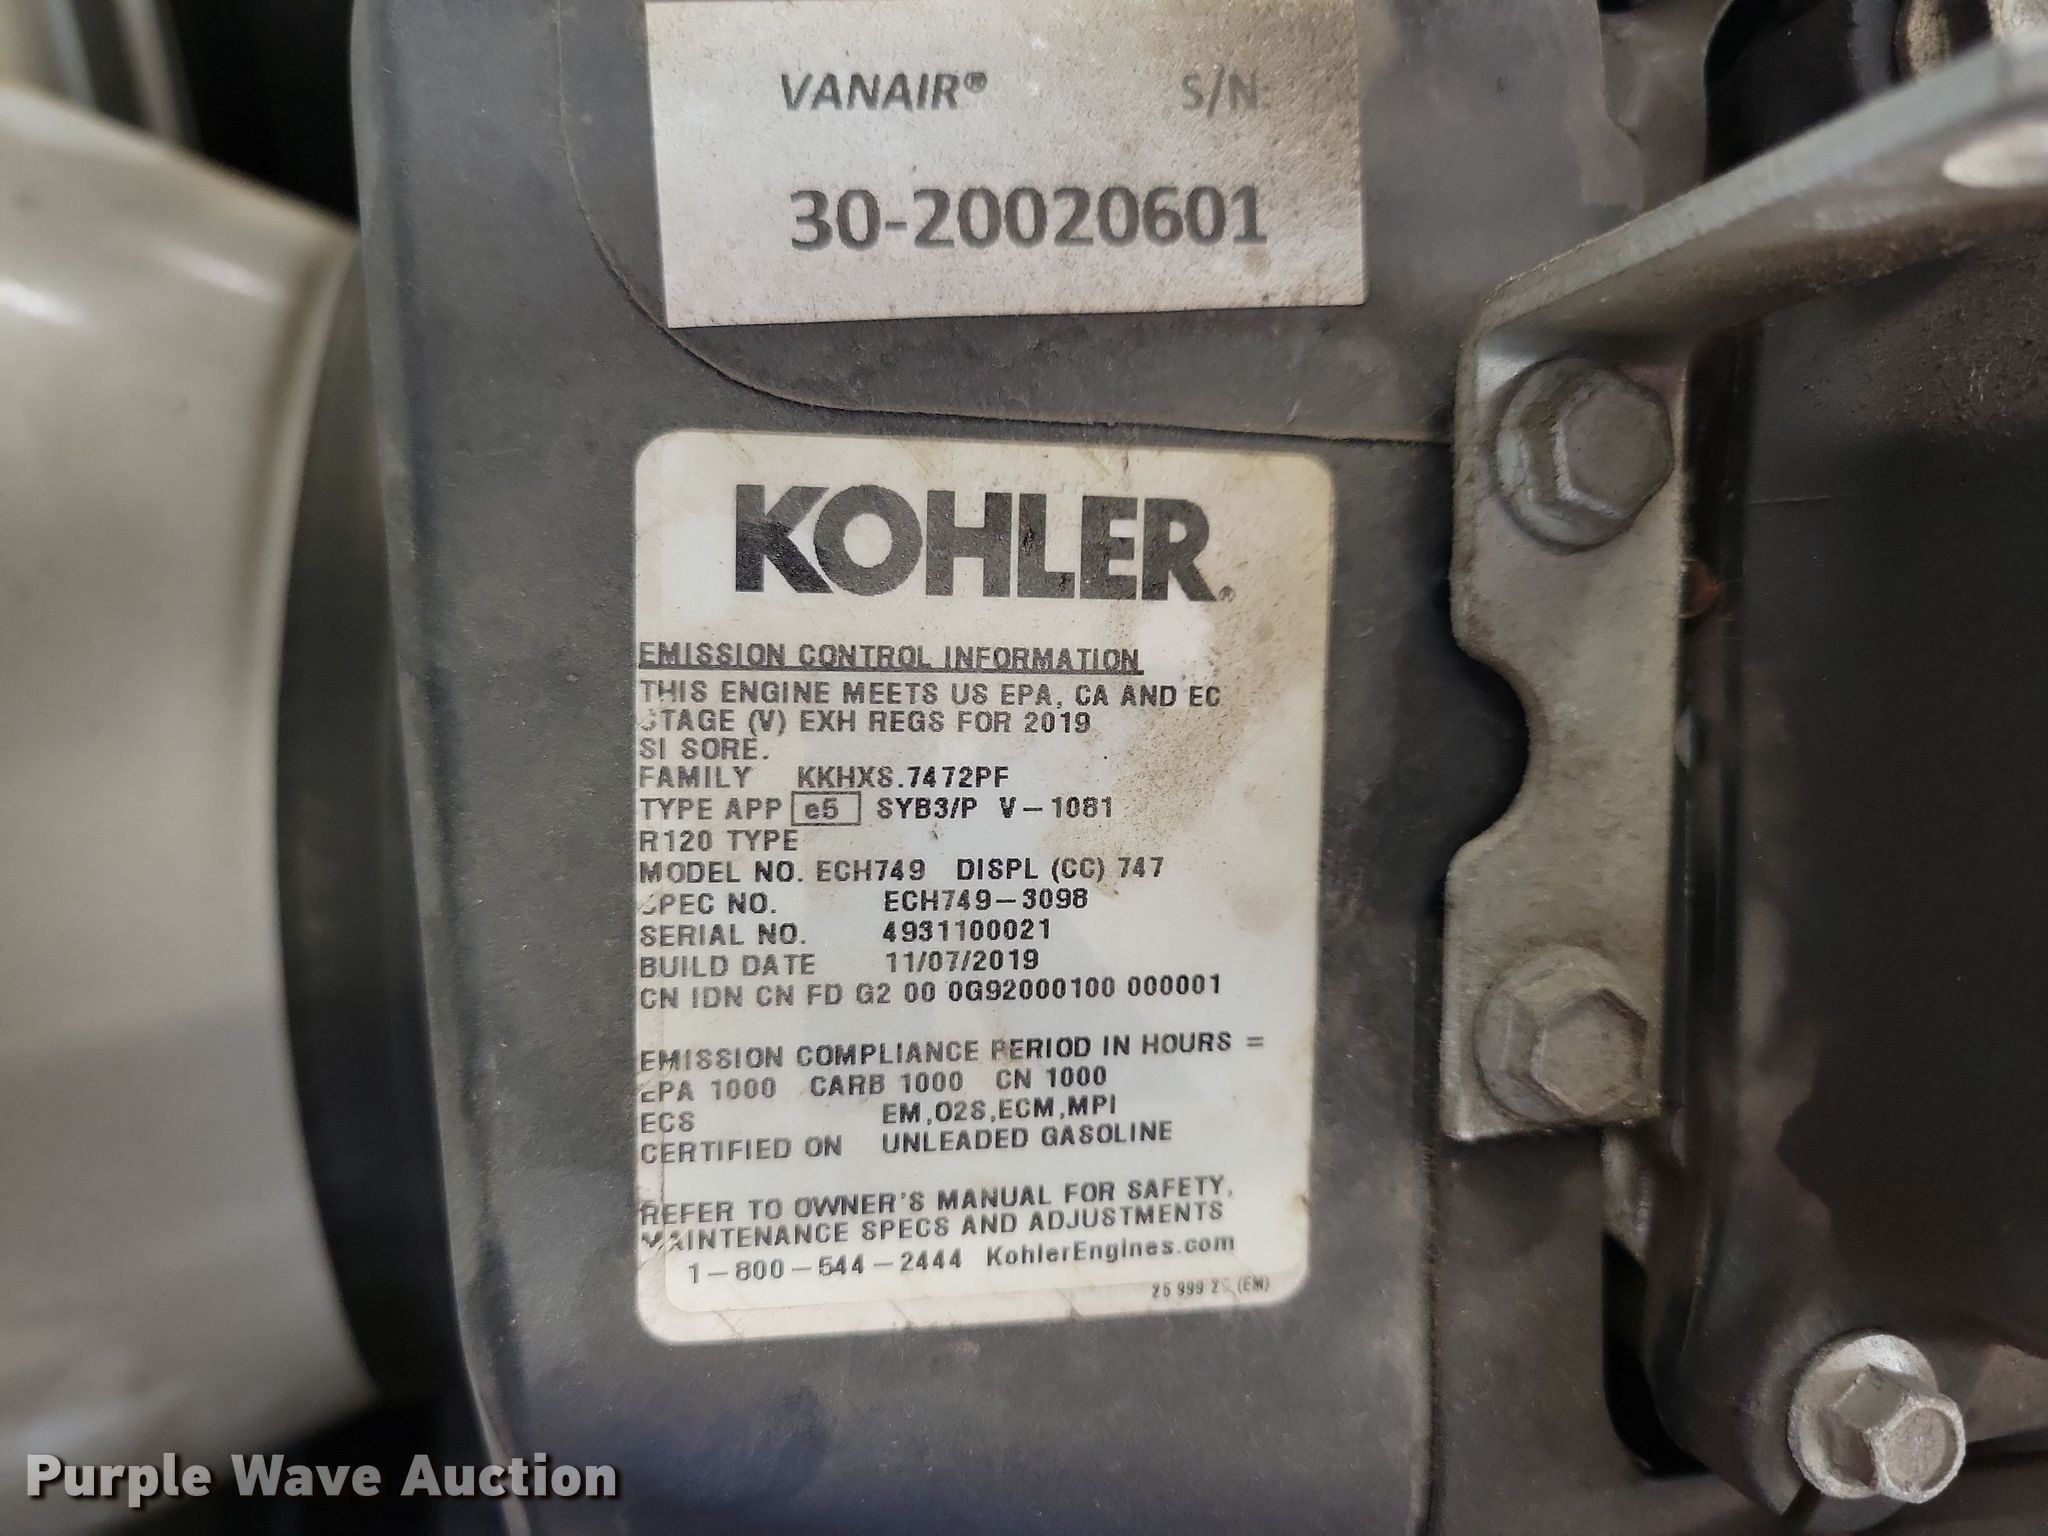 VANAIR® S/N:
30-20020601
KOHLER®
EMISSION CONTROL INFORMATION
THIS ENGINE MEETS US EPA, CA AND EC
STAGE (V) EXH REGS FOR 2019
SI SORE.
FAMILY KKHXS.7472PF
TYPE APP e5 SYB3/P V-1081
R120 TYPE
MODEL NO. ECH749 DISPL (CC) 747
SPEC NO. ECH749-3098
SERIAL NO. 4931100021
BUILD DATE 11/07/2019
CN IDN CN FD G2 00 0G92000100 000001
EMISSION COMPLIANCE PERIOD IN HOURS =
EPA 1000 CARB 1000 CN 1000
ECS EM,O2S,ECM,MPI
CERTIFIED ON UNLEADED GASOLINE
REFER TO OWNER'S MANUAL FOR SAFETY,
MAINTENANCE SPECS AND ADJUSTMENTS
1-800-544-2444 KohlerEngines.com
25 999 (EM)
Purple Wave Auction